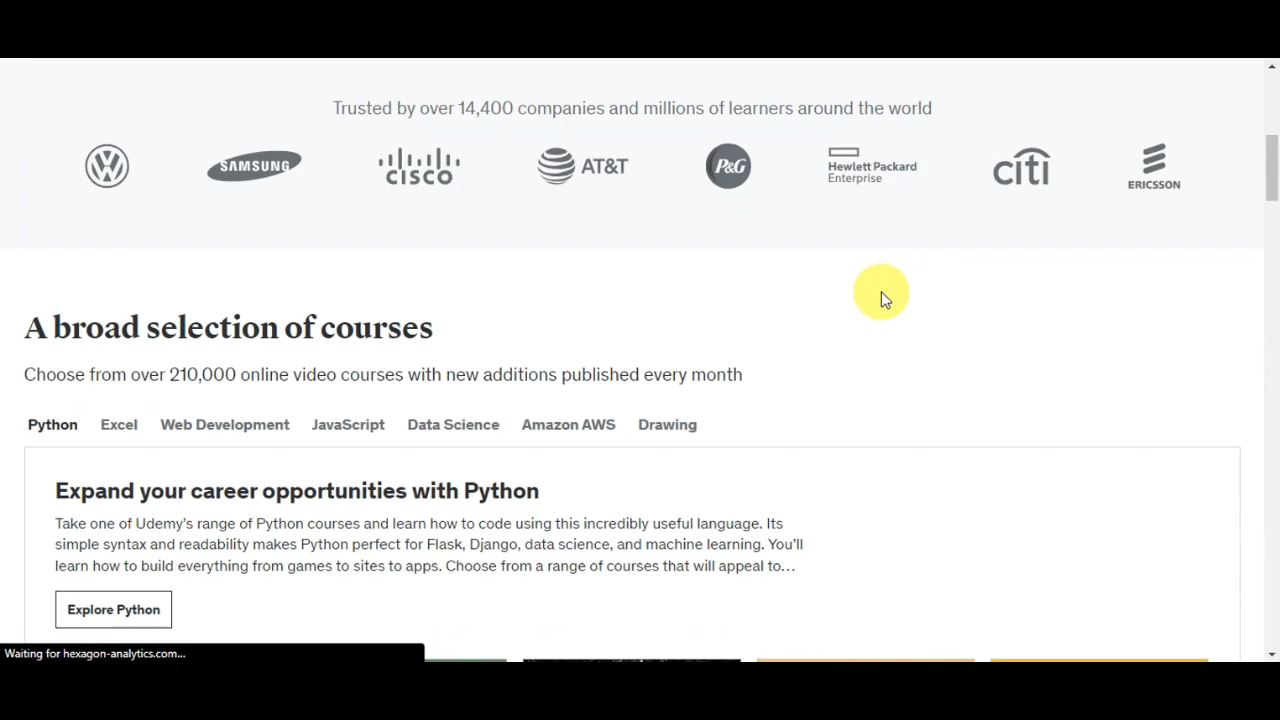 Trusted by over 14,400 companies and millions of learners around the world
SAMSUNG
CISCO
AT&T
P&G
Hewlett Packard
Enterprise
citi
ERICSSON
A broad selection of courses
Choose from over 210,000 online video courses with new additions published every month
Python Excel Web Development JavaScript Data Science Amazon AWS Drawing
Expand your career opportunities with Python
Take one of Udemy's range of Python courses and learn how to code using this incredibly useful language. Its
simple syntax and readability makes Python perfect for Flask, Django, data science, and machine learning. You'll
learn how to build everything from games to sites to apps. Choose from a range of courses that will appeal to...
Explore Python
Waiting for hexagon-analytics.com...